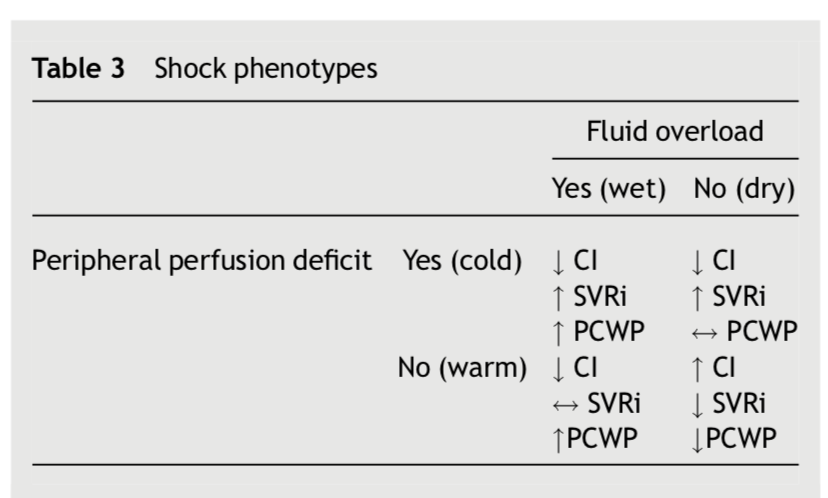 Table 3 Shock phenotypes
Fluid overload
Yes (wet) No (dry)
Peripheral perfusion deficit Yes (cold) ↓ CI ↓ CI
↑ SVRi ↑ SVRi
↑ PCWP ↔ PCWP
No (warm) ↓ CI ↑ CI
↔ SVRi ↓ SVRi
↑PCWP ↓PCWP